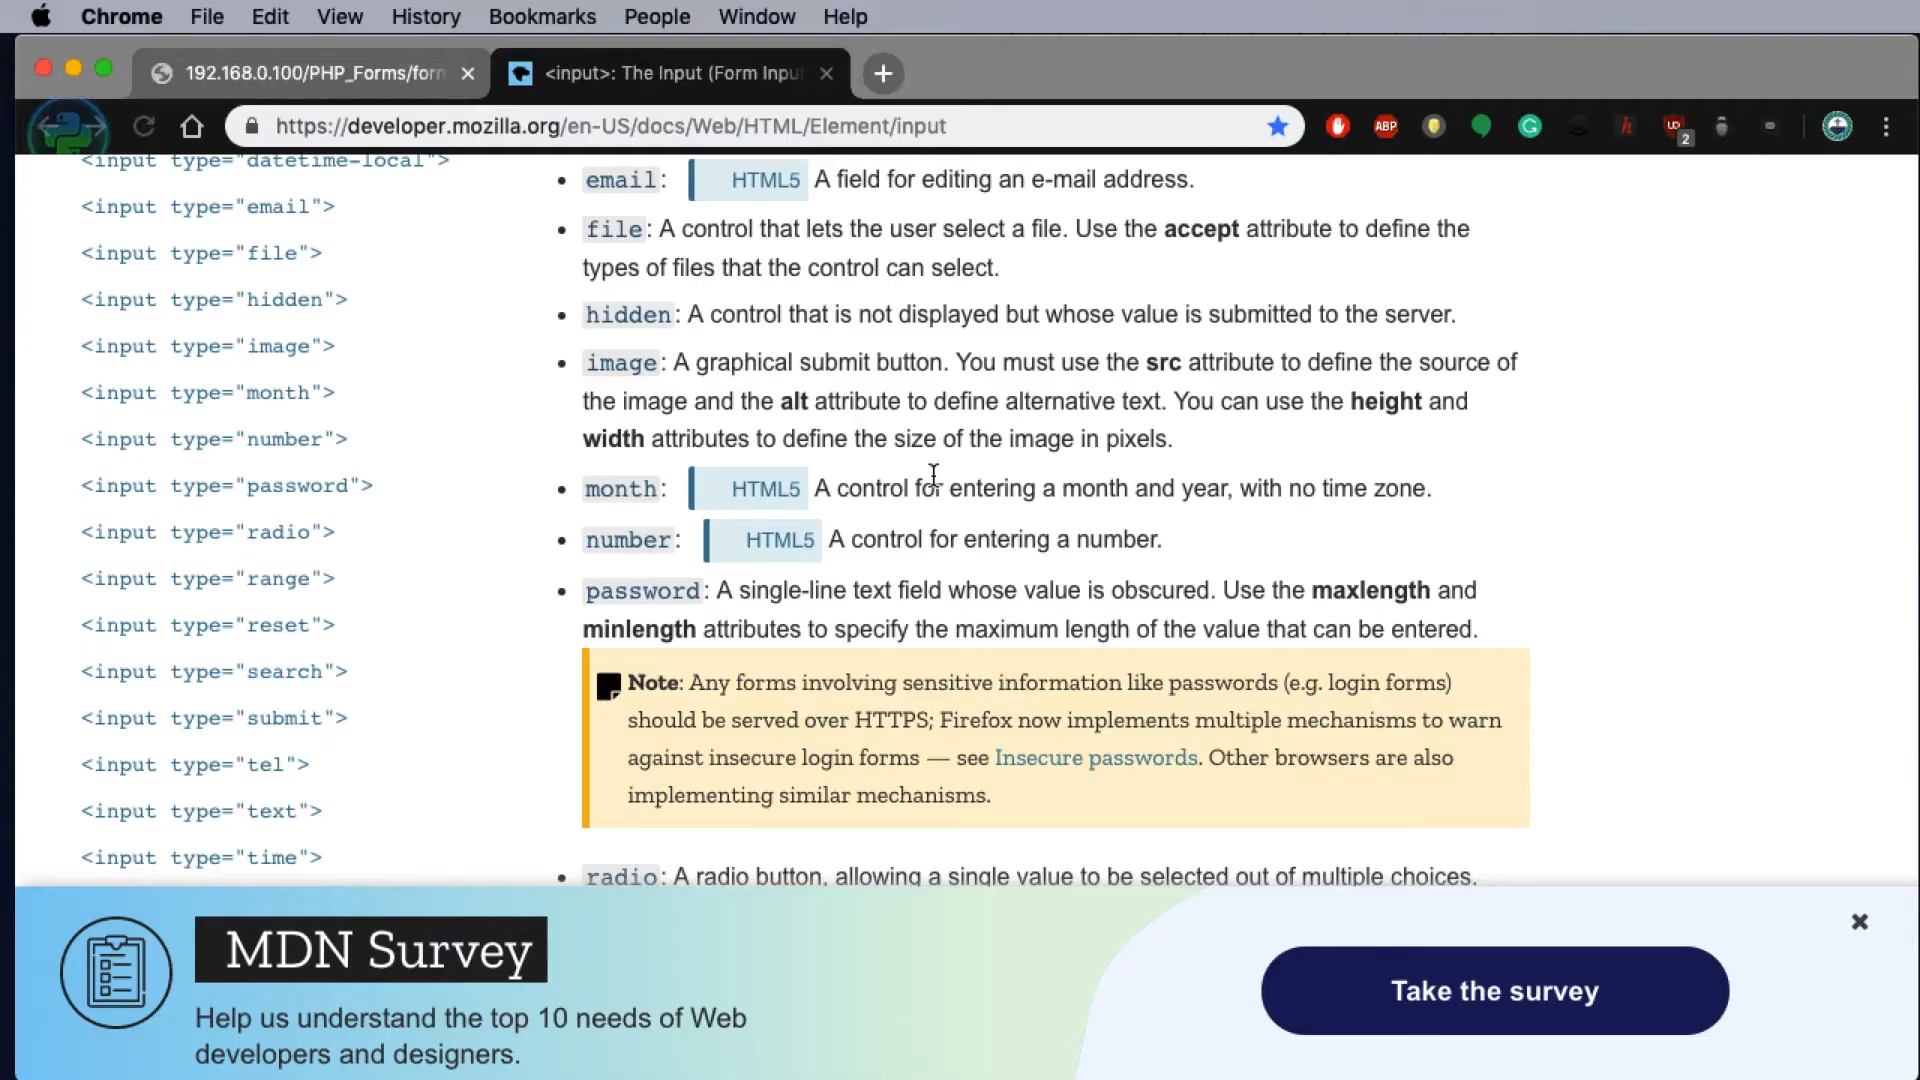 Chrome File Edit View History Bookmarks People Window Help
192.168.0.100/PHP_Forms/form
<input>: The Input (Form Inpu
https://developer.mozilla.org/en-US/docs/Web/HTML/Element/input
ABP
UO
2
<input type="datetime-local">
<input type="email">
<input type="file">
<input type="hidden">
<input type="image">
<input type="month">
<input type="number">
<input type="password">
<input type="radio">
<input type="range">
<input type="reset">
<input type="search">
<input type="submit">
<input type="tel">
<input type="text">
<input type="time">
• email: HTML5 A field for editing an e-mail address.
• file: A control that lets the user select a file. Use the accept attribute to define the
types of files that the control can select.
• hidden: A control that is not displayed but whose value is submitted to the server.
• image: A graphical submit button. You must use the src attribute to define the source of
the image and the alt attribute to define alternative text. You can use the height and
width attributes to define the size of the image in pixels.
• month: HTML5 A control for entering a month and year, with no time zone.
• number: HTML5 A control for entering a number.
• password: A single-line text field whose value is obscured. Use the maxlength and
minlength attributes to specify the maximum length of the value that can be entered.
Note: Any forms involving sensitive information like passwords (e.g. login forms)
should be served over HTTPS; Firefox now implements multiple mechanisms to warn
against insecure login forms — see Insecure passwords. Other browsers are also
implementing similar mechanisms.
• radio: A radio button, allowing a single value to be selected out of multiple choices.
MDN Survey
Help us understand the top 10 needs of Web
developers and designers.
Take the survey